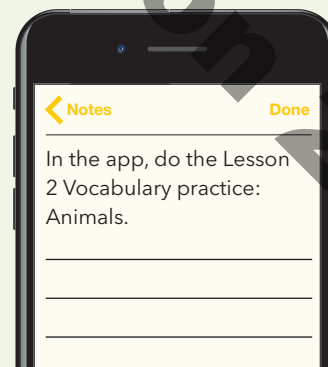 Notes Done
In the app, do the Lesson
2 Vocabulary practice:
Animals.